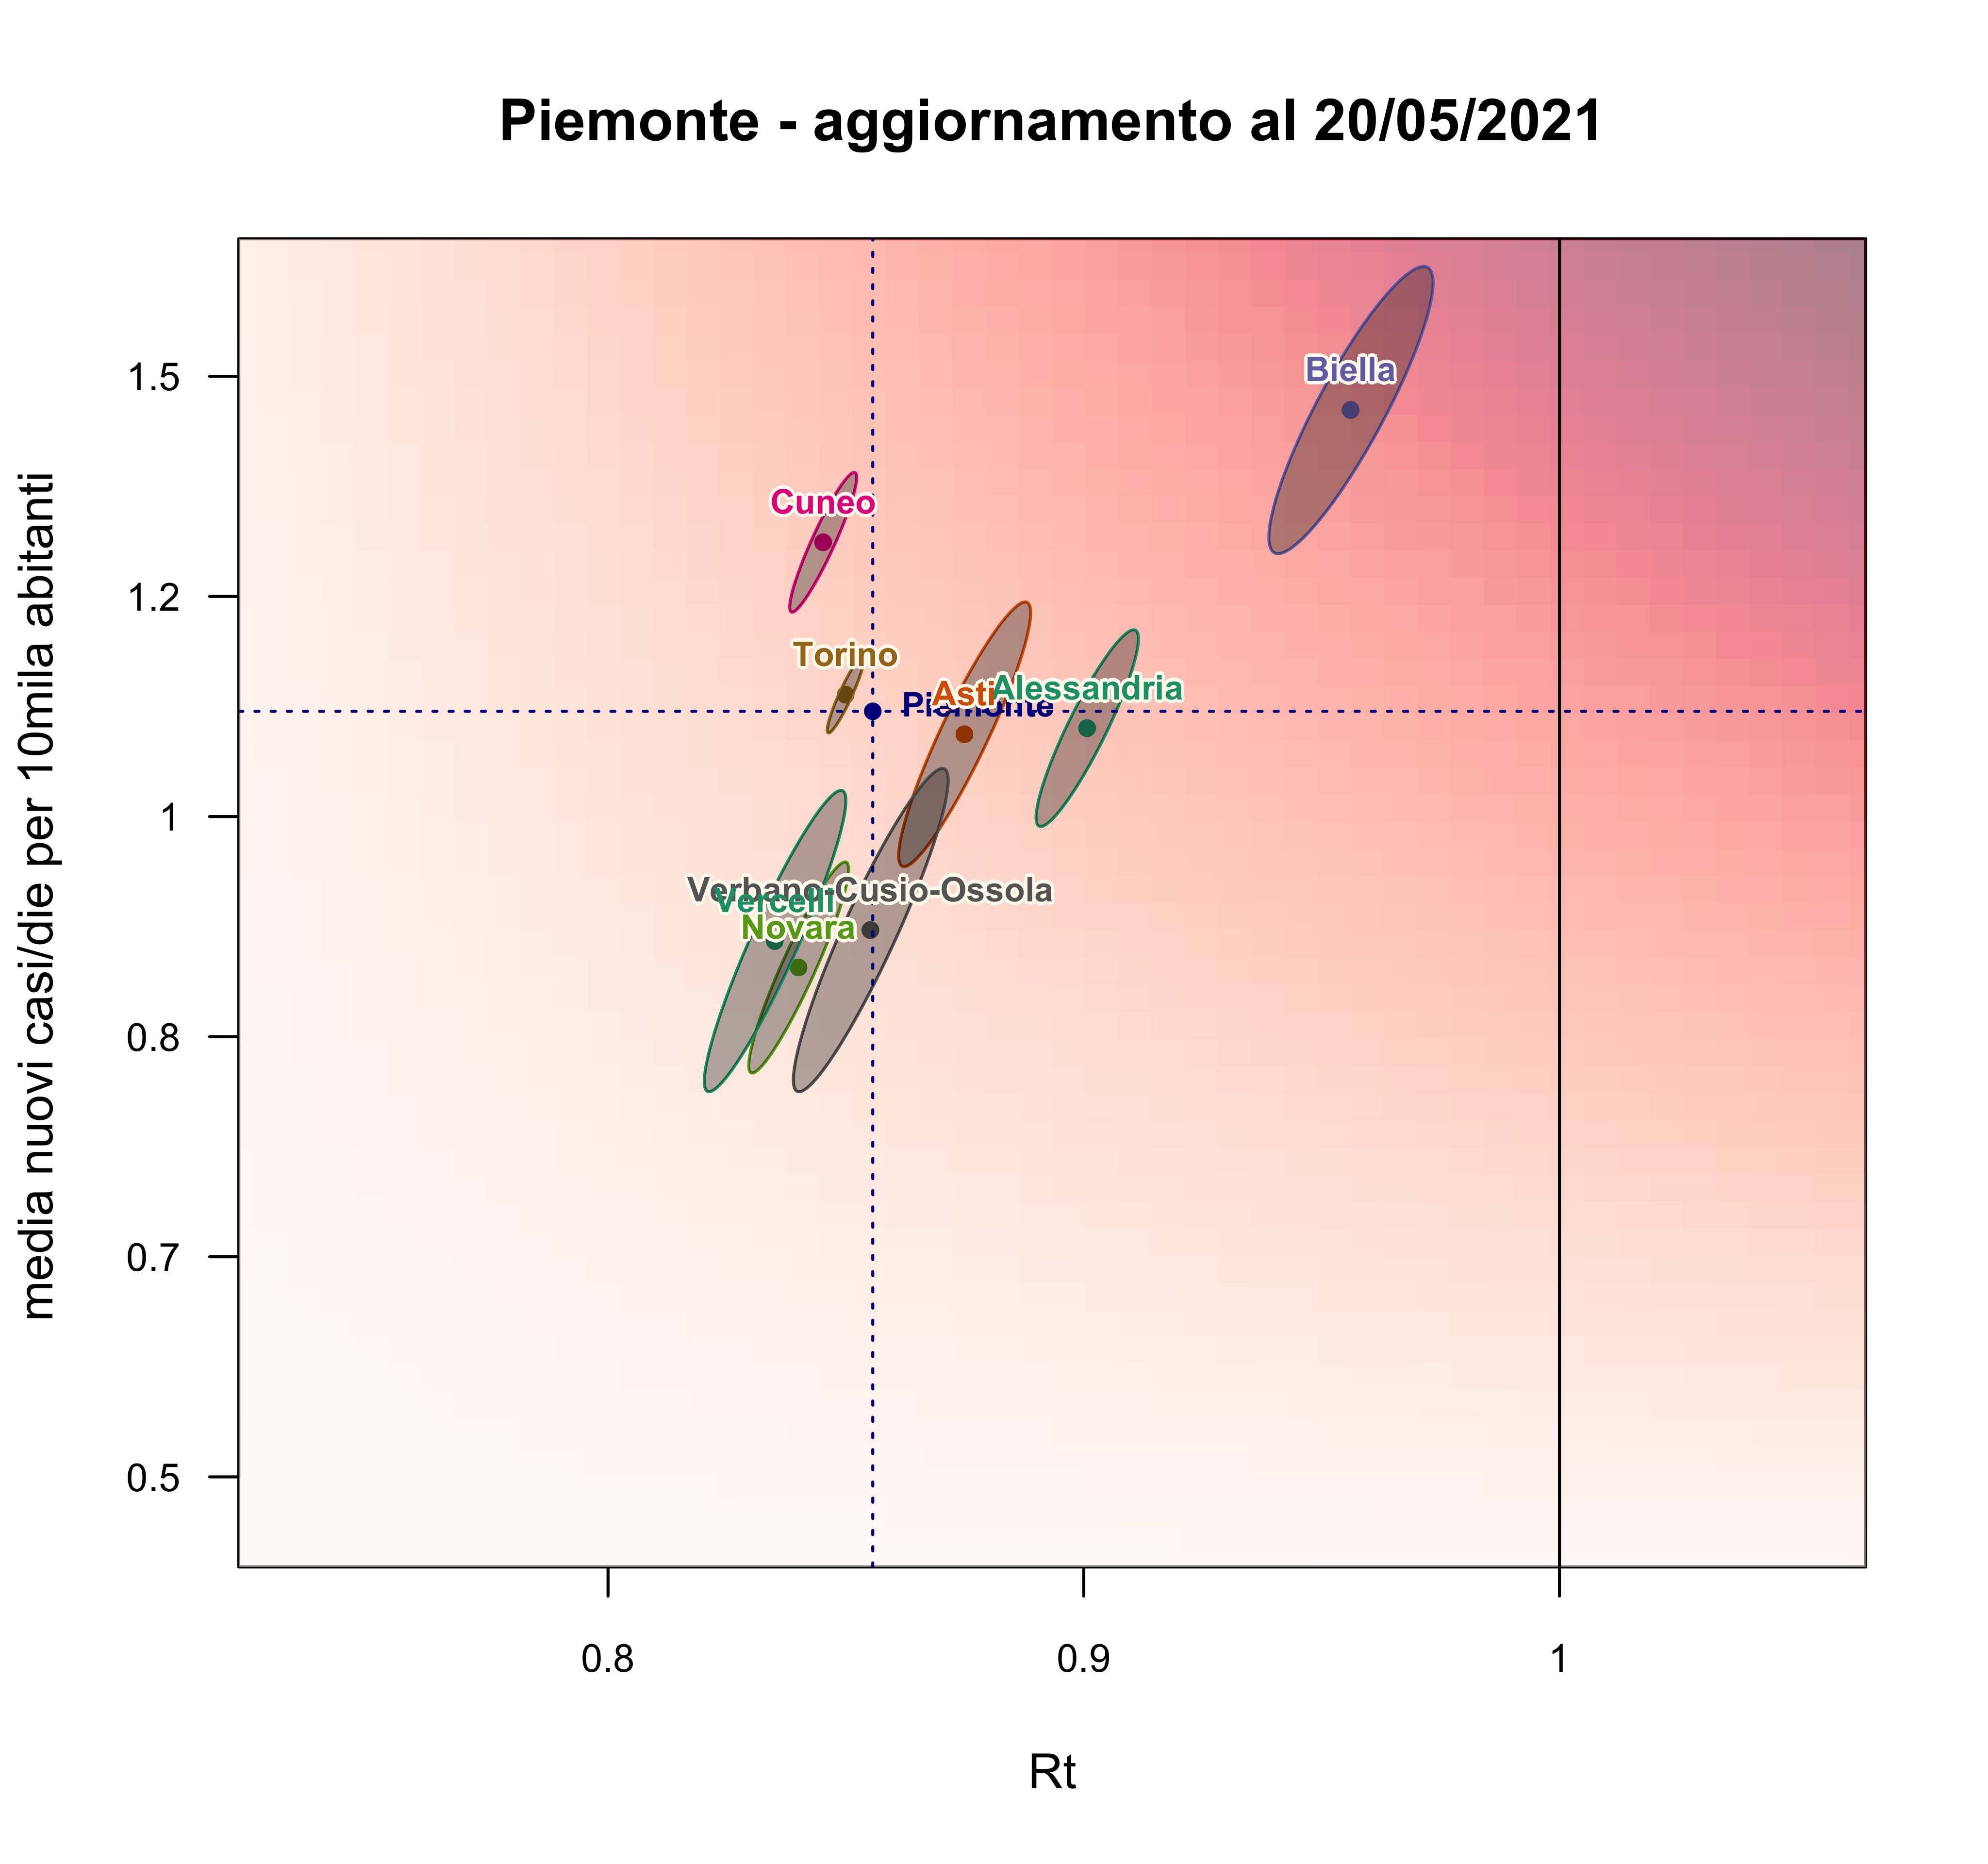 Piemonte - aggiornamento al 20/05/2021
media nuovi casi/die per 10mila abitanti
1.5
1.2
1
0.8
0.7
0.5
Biella
Cuneo
Torino
Piemonte
Asti
Alessandria
Verbano-Cusio-Ossola
Vercelli
Novara
0.8
0.9
1
Rt